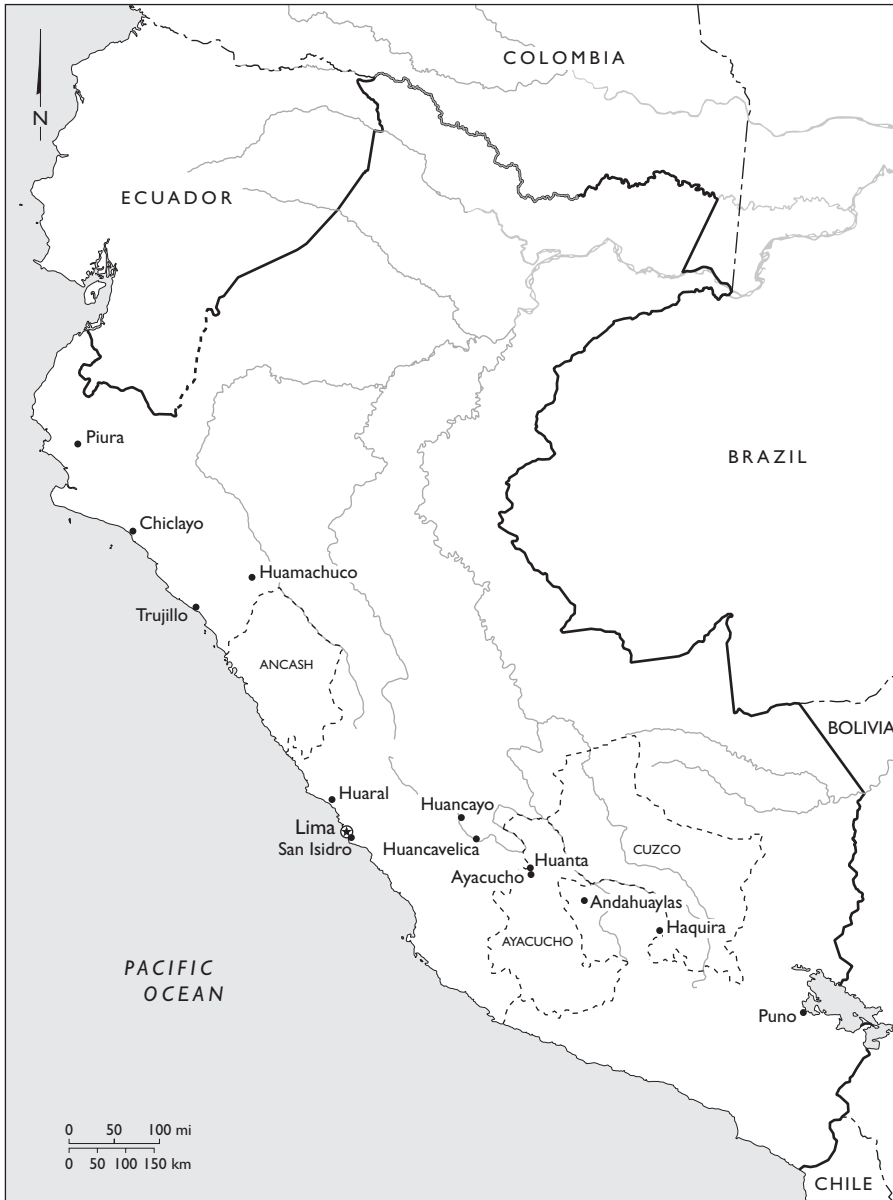 COLOMBIA
N
ECUADOR
Piura
BRAZIL
Chiclayo
Huamachuco
Trujillo
ANCASH
BOLIVIA
Huaral
Huancayo
Lima
San Isidro
Huancavelica
CUZCO
Huanta
Ayacucho
Andahuaylas
Haquira
AYACUCHO
PACIFIC
OCEAN
Puno
0 50 100 mi
0 50 100 150 km
CHILE